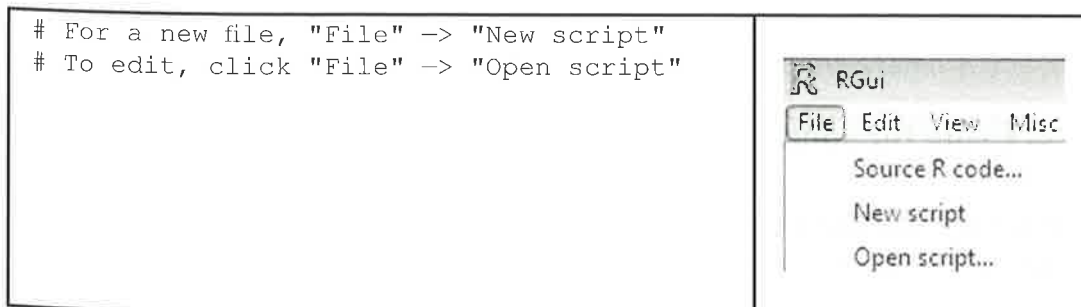 # For a new file, "File" —> "New script"
# To edit, click "File" —> "Open script"
RGui
File Edit View Misc
Source R code...
New script
Open script...